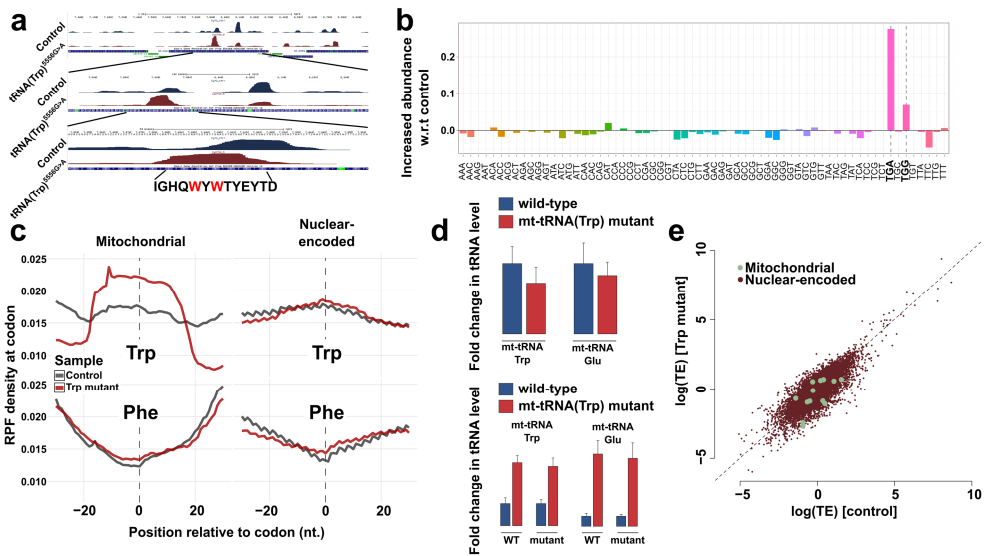 a
Control
tRNA(Trp)5556G>A
Control
tRNA(Trp)5556G>A
Control
tRNA(Trp)5556G>A
IGHQWYWTYEYTD
b
Increased abundance
w.r.t. control
0.2
0.1
0.0
AAA
AAC
AAG
AAT
ACA
ACC
ACG
ACT
AGA
AGC
AGG
AGT
ATA
ATC
ATG
ATT
CAA
CAC
CAG
CAT
CCA
CCC
CCG
CCT
CGA
CGC
CGG
CGT
CTA
CTC
CTG
CTT
GAA
GAC
GAG
GAT
GCA
GCC
GCG
GCT
GGA
GGC
GGG
GGT
GTA
GTC
GTG
GTT
TAC
TAT
TCA
TCC
TCG
TCT
TGA
TGC
TGG
TGT
TTA
TTC
TTG
TTT
c
Mitochondrial
Nuclear-
encoded
RPF density at codon
0.025
0.020
0.015
0.010
Trp
Trp
Sample
Control
Trp mutant
0.025
0.020
0.015
0.010
Phe
Phe
−20
0
20
−20
0
20
Position relative to codon (nt.)
d
wild-type
mt-tRNA(Trp) mutant
Fold change in tRNA level
mt-tRNA
Trp
mt-tRNA
Glu
wild-type
mt-tRNA(Trp) mutant
Fold change in tRNA level
mt-tRNA
Trp
mt-tRNA
Glu
WT
mutant
WT
mutant
e
Mitochondrial
Nuclear-encoded
log(TE) [Trp mutant]
10
5
0
−5
−5
0
5
10
log(TE) [control]